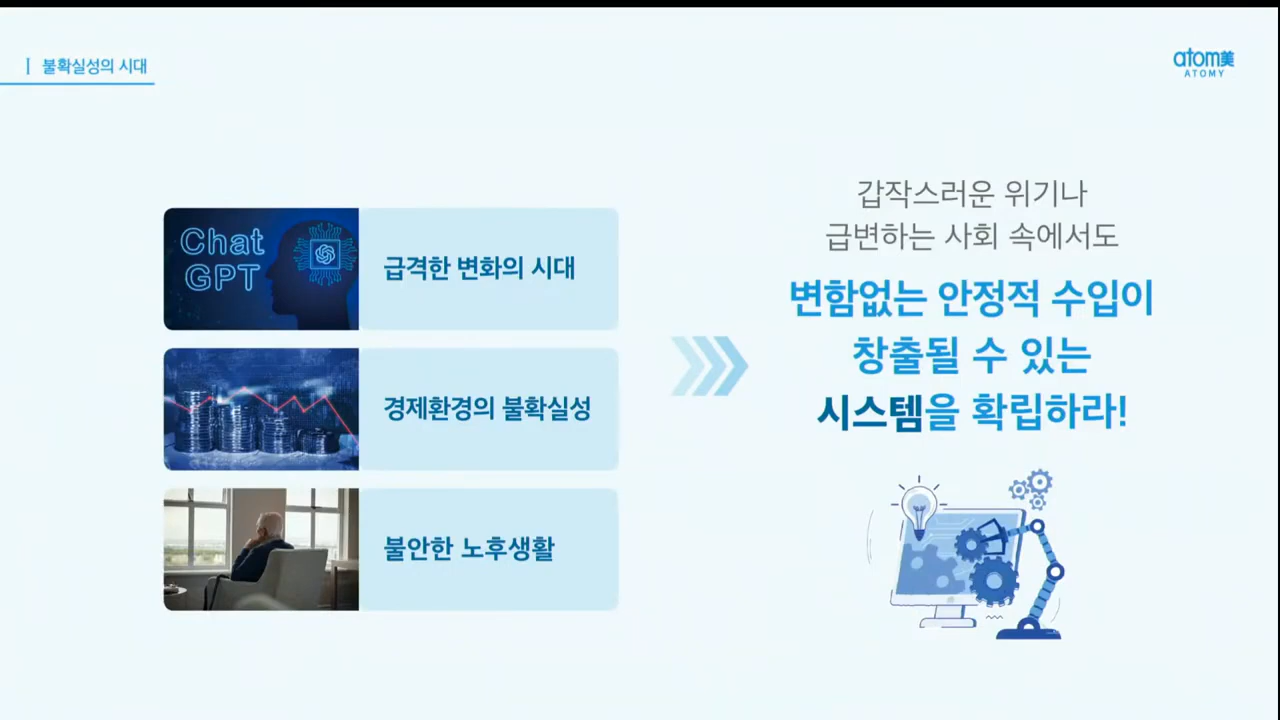 불확실성의 시대
atom美
ATOMY
Chat
GPT
급격한 변화의 시대
경제환경의 불확실성
불안한 노후생활
갑작스러운 위기나
급변하는 사회 속에서도
변함없는 안정적 수입이
창출될 수 있는
시스템을 확립하라!